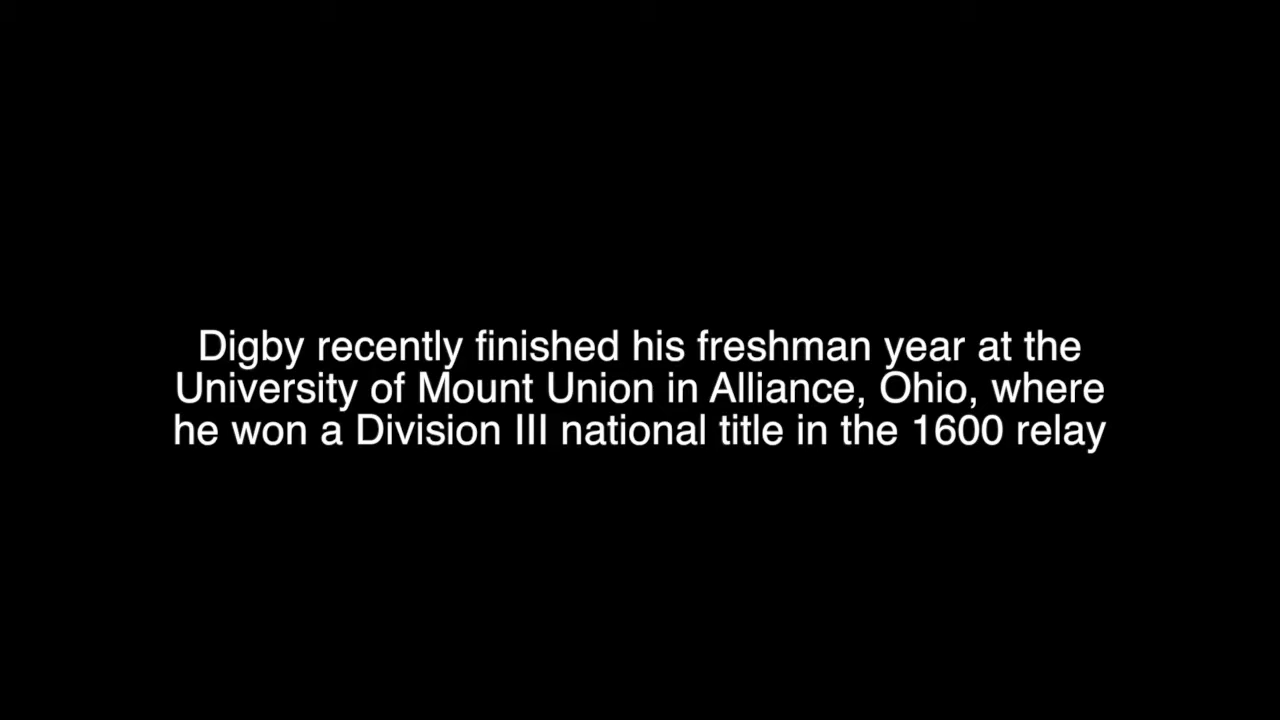 Digby recently finished his freshman year at the
University of Mount Union in Alliance, Ohio, where
he won a Division III national title in the 1600 relay